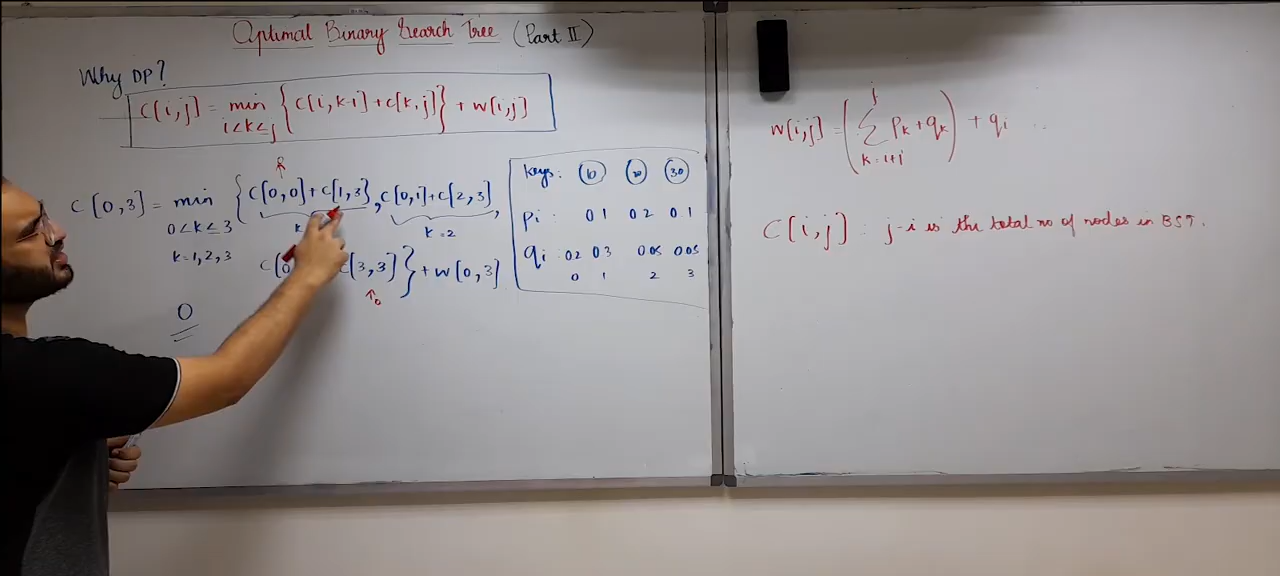 Optimal Binary Search Tree (Part II)
Why DP?
C[i,j] = min {C[i,k-1] + C[k,j]} + W[i,j]
i<k≤j
C[0,3] = min {C[0,0] + C[1,3], C[0,1] + C[2,3],
0<k≤3
k=2
k=1,2,3
C[0 [3,3]} + W[0,3]
0
0
keys: 10 20 30
Pi: 0.1 0.2 0.1
qi: 0.2 0.3 0.05 0.05
0 1 2 3
W[i,j] = (∑ Pk + qk) + qi
j
k=i+1
C[i,j] : j-i is the total no of nodes in BST.